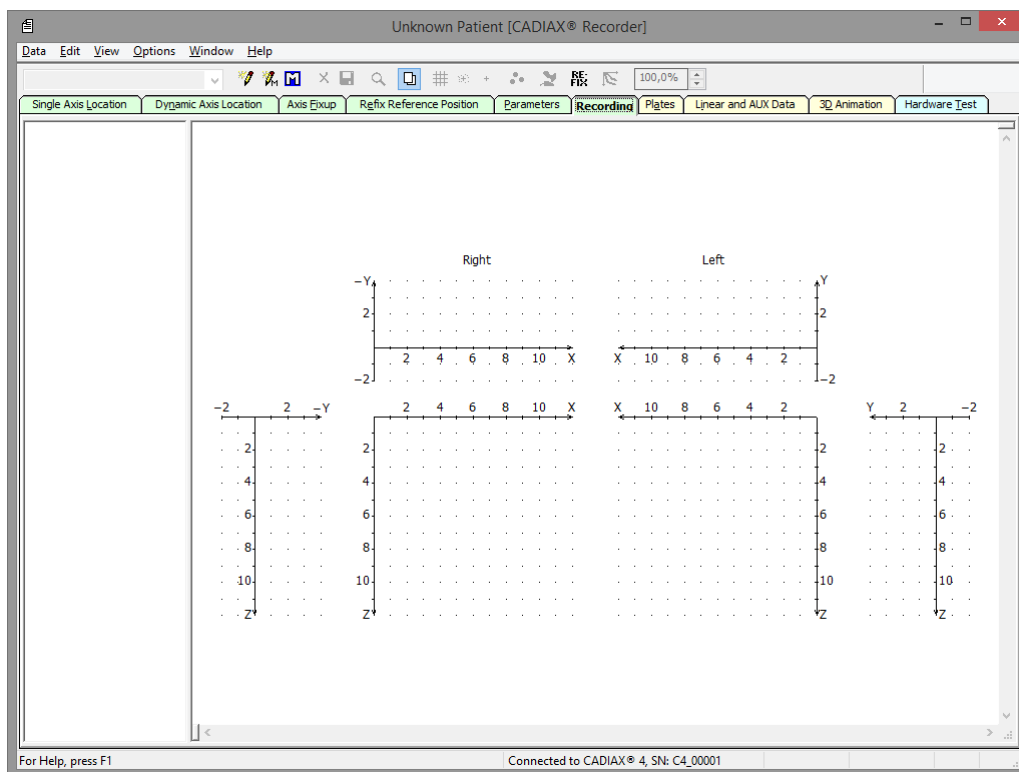 Unknown Patient [CADIAX® Recorder]
Data Edit View Options Window Help
M RE: FIX 100,0%
Single Axis Location Dynamic Axis Location Axis Fixup Refix Reference Position Parameters Recording Plates Linear and AUX Data 3D Animation Hardware Test
Right Left
-Y Y
2 2
2 4 6 8 10 X X 10 8 6 4 2
-2 -2
-2 2 -Y 2 4 6 8 10 X X 10 8 6 4 2 Y 2 -2
2 2 2 2
4 4 4 4
6 6 6 6
8 8 8 8
10 10 10 10
Z Z Z Z
For Help, press F1 Connected to CADIAX® 4, SN: C4_00001